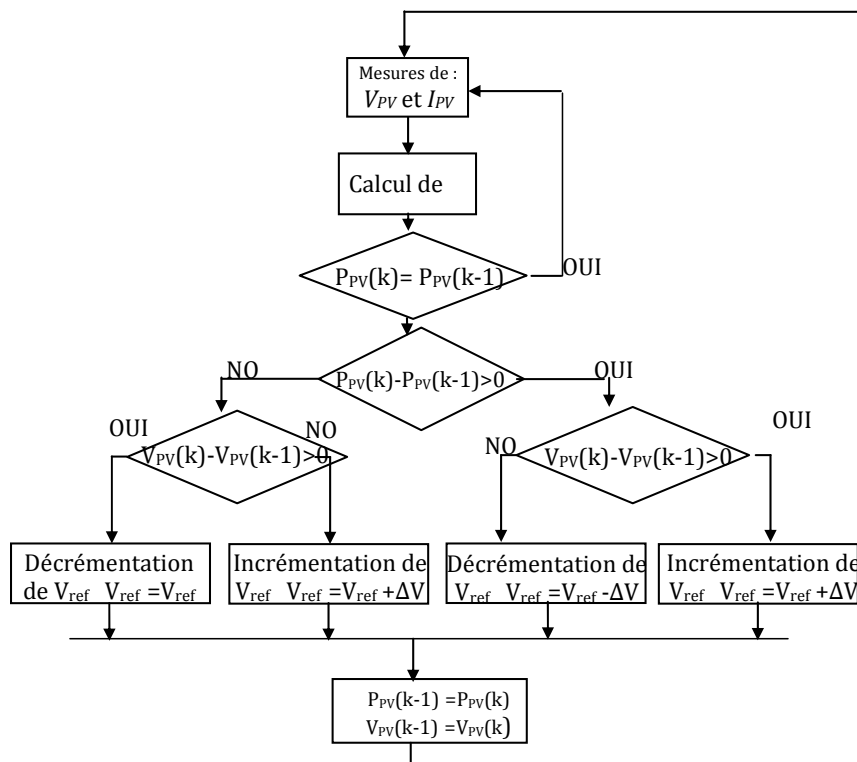 Mesures de :
VPV et IPV
Calcul de
PPV(k)= PPV(k-1)
OUI
NO
PPV(k)-PPV(k-1)>0
OUI
OUI
VPV(k)-VPV(k-1)>0
NO
NO
VPV(k)-VPV(k-1)>0
OUI
Décrémentation
de Vref Vref =Vref
Incrémentation de
Vref Vref =Vref +ΔV
Décrémentation de
Vref Vref =Vref -ΔV
Incrémentation de
Vref Vref =Vref +ΔV
PPV(k-1) =PPV(k)
VPV(k-1) =VPV(k)